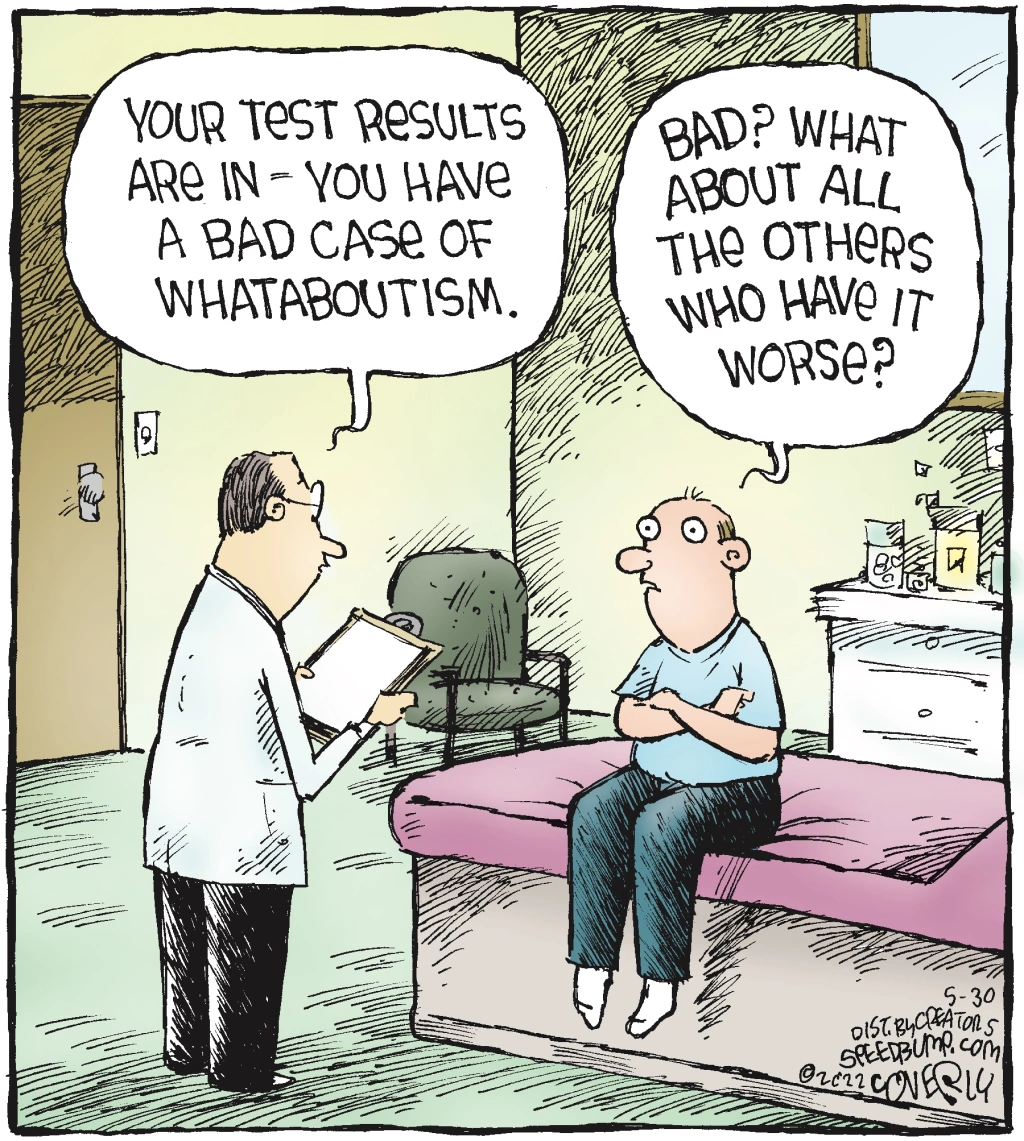 YOUR TEST RESULTS
ARE IN - YOU HAVE
A BAD CASE OF
WHATABOUTISM.
BAD? WHAT
ABOUT ALL
THE OTHERS
WHO HAVE IT
WORSE?
5-30
DIST. BY CREATORS
SPEEDBUMP.COM
©2022 COVERLY